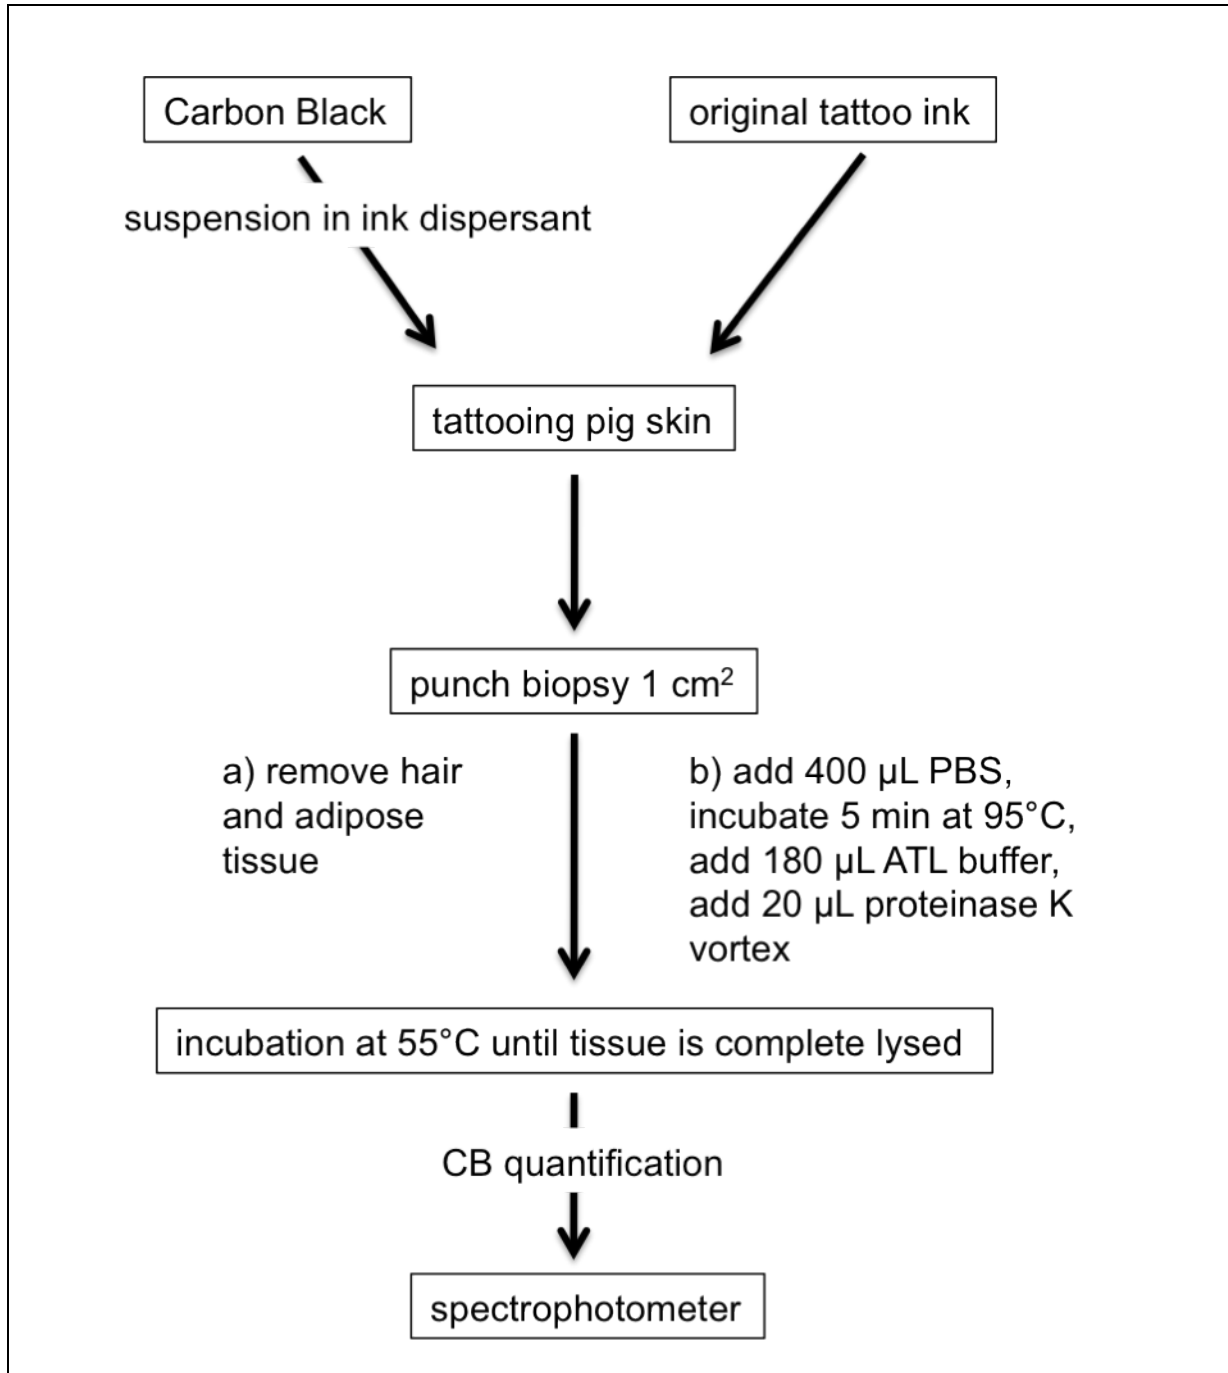 Carbon Black
original tattoo ink
suspension in ink dispersant
tattooing pig skin
punch biopsy 1 cm²
a) remove hair
and adipose
tissue
b) add 400 µL PBS,
incubate 5 min at 95°C,
add 180 µL ATL buffer,
add 20 µL proteinase K
vortex
incubation at 55°C until tissue is complete lysed
CB quantification
spectrophotometer